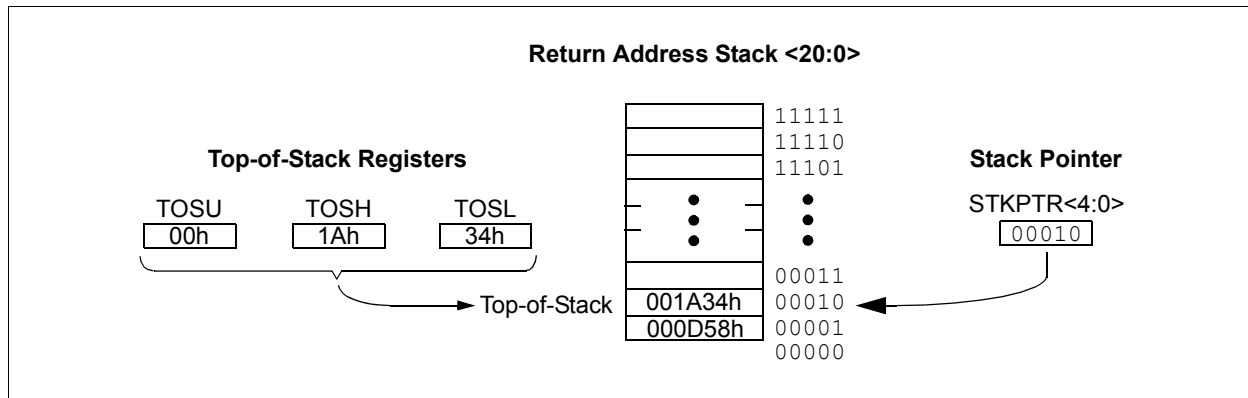 Return Address Stack <20:0>
11111
11110
11101
Top-of-Stack Registers
Stack Pointer
TOSU TOSH TOSL
STKPTR<4:0>
00h 1Ah 34h
00010
00011
Top-of-Stack 001A34h 00010
000D58h 00001
00000